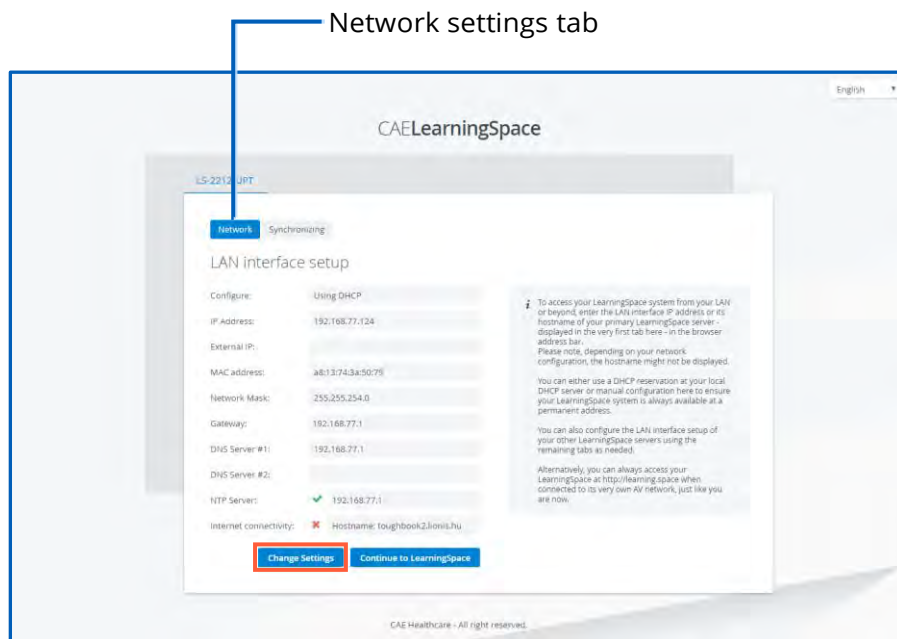 Network settings tab
English
CAELearningSpace
LS-2212 UPT
Network Synchronizing
LAN interface setup
Configure: Using DHCP
IP Address: 192.168.77.124
External IP:
MAC address: a8:13:74:3a:50:79
Network Mask: 255.255.254.0
Gateway: 192.168.77.1
DNS Server #1: 192.168.77.1
DNS Server #2:
NTP Server: 192.168.77.1
Internet connectivity: Hostname: toughbook2.lionis.hu
Change Settings Continue to LearningSpace
i To access your LearningSpace system from your LAN
or beyond, enter the LAN interface IP address or its
hostname of your primary LearningSpace server -
displayed in the very first tab here - in the browser
address bar.
Please note, depending on your network
configuration, the hostname might not be displayed.
You can either use a DHCP reservation at your local
DHCP server or manual configuration here to ensure
your LearningSpace system is always available at a
permanent address.
You can also configure the LAN interface setup of
your other LearningSpace servers using the
remaining tabs as needed.
Alternatively, you can always access your
LearningSpace at http://learning.space when
connected to its very own AV network, just like you
are now.
CAE Healthcare - All right reserved.